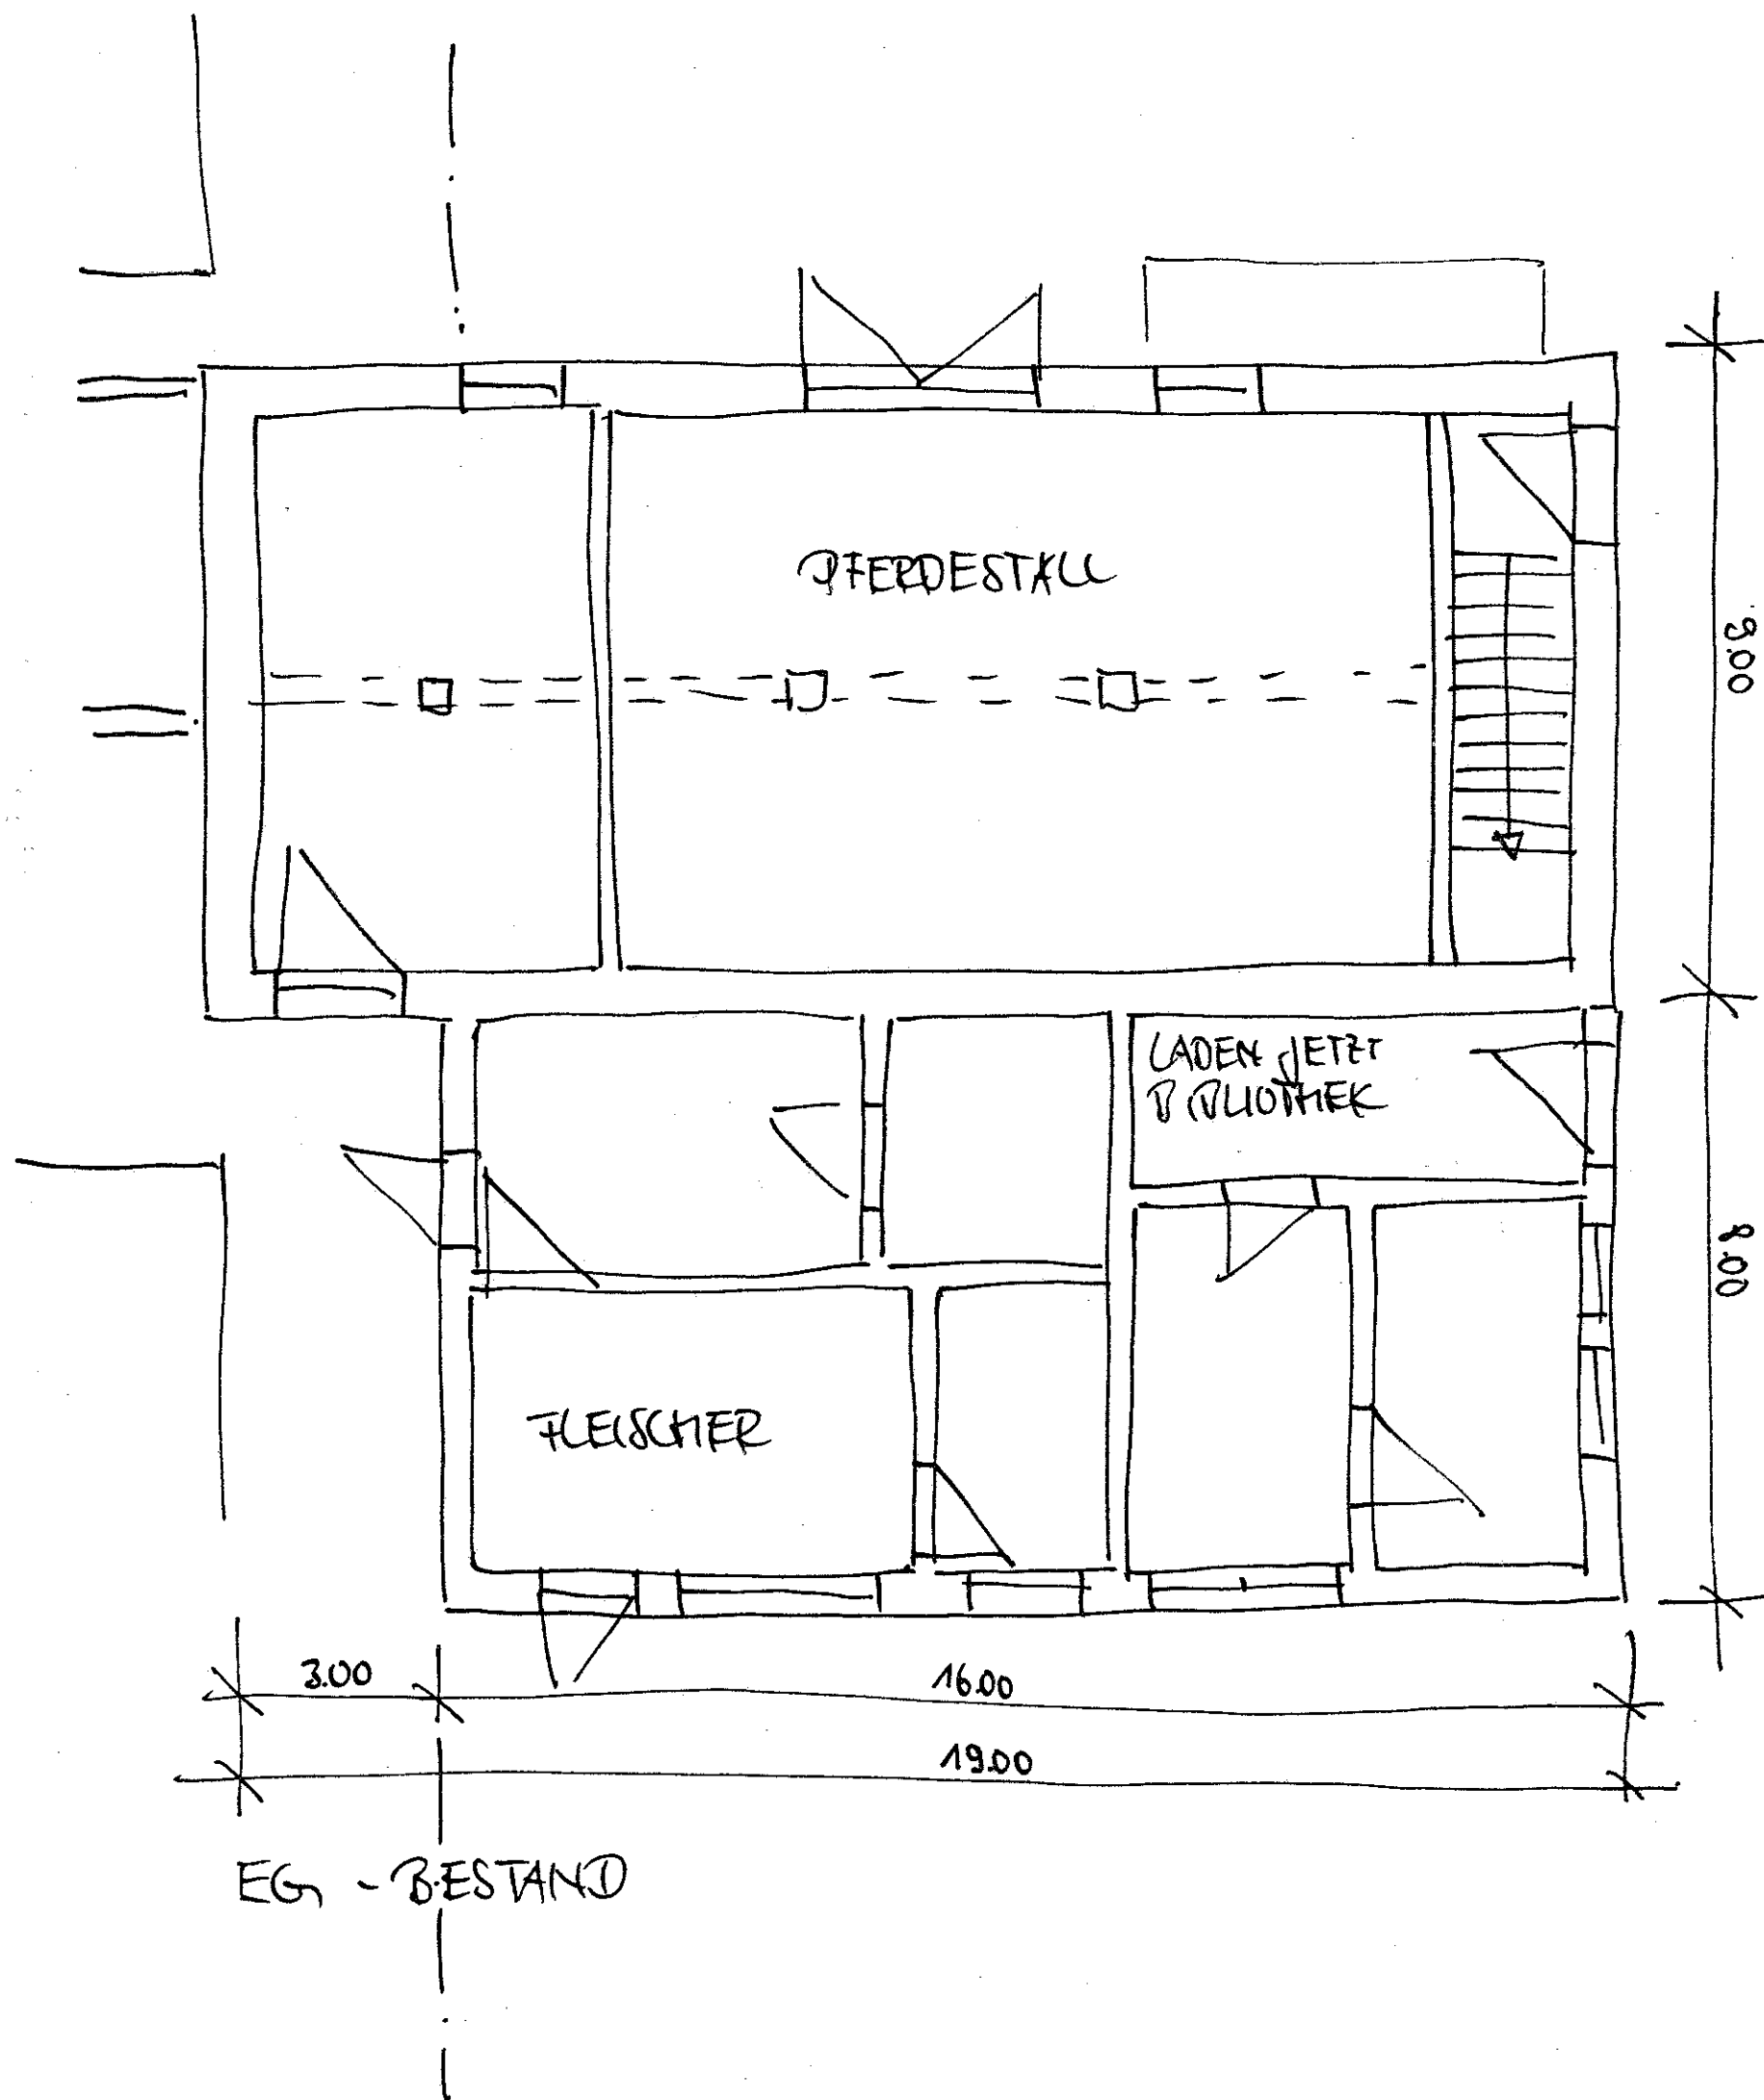 PFERDESTALL
9.00
LADEN JETZT
BIBLIOTHEK
8.00
FLEISCHER
3.00
16.00
19.00
EG - BESTAND